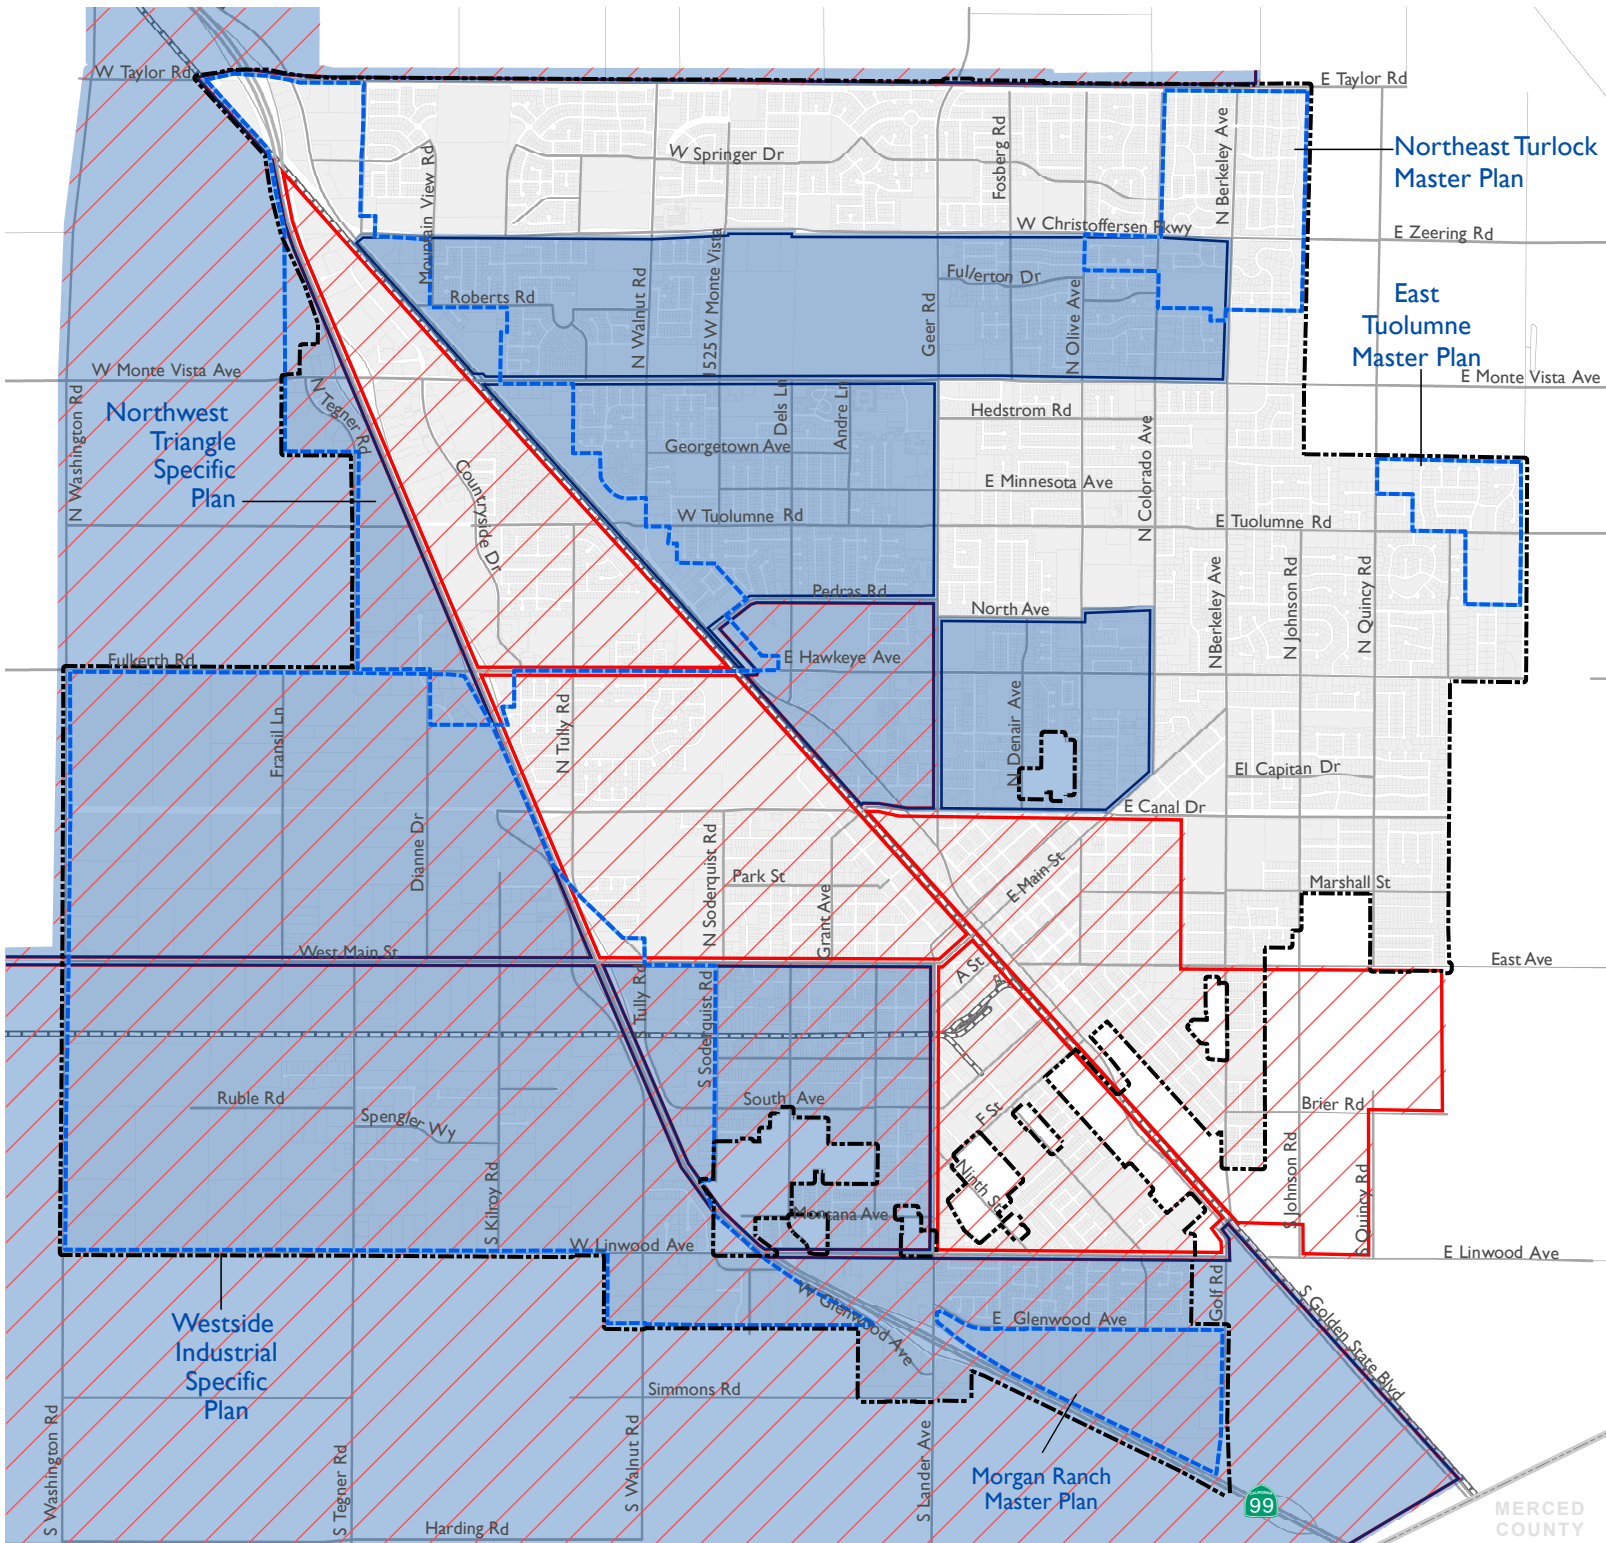 W Taylor Rd
E Taylor Rd
W Springer Dr
Mountain View Rd
Fosberg Rd
N Berkeley Ave
Northeast Turlock
Master Plan
W Christoffersen Pkwy
E Zeering Rd
1525 W Monte Vista
Fullerton Dr
Roberts Rd
N Walnut Rd
Geer Rd
N Olive Ave
East
Tuolumne
Master Plan
W Monte Vista Ave
E Monte Vista Ave
N Washington Rd
N Tegner Rd
Northwest
Triangle
Specific
Plan
Dels Ln
Andre Ln
Hedstrom Rd
Georgetown Ave
N Colorado Ave
Countryside Dr
E Minnesota Ave
W Tuolumne Rd
E Tuolumne Rd
Pedras Rd
North Ave
N Berkeley Ave
N Johnson Rd
N Quincy Rd
Fulkerth Rd
E Hawkeye Ave
Fransil Ln
N Tully Rd
N Denair Ave
El Capitan Dr
E Canal Dr
Dianne Dr
N Soderquist Rd
Park St
Grant Ave
E Main St
Marshall St
West Main St
A St
East Ave
S Tully Rd
S Soderquist Rd
Ruble Rd
Spengler Wy
South Ave
F St
Brier Rd
S Kilroy Rd
Ninth St
Montana Ave
S Johnson Rd
S Quincy Rd
W Linwood Ave
E Linwood Ave
Golf Rd
W Glenwood Ave
E Glenwood Ave
S Golden State Blvd
Westside
Industrial
Specific
Plan
Simmons Rd
S Washington Rd
S Tegner Rd
S Walnut Rd
S Lander Ave
Morgan Ranch
Master Plan
CALIFORNIA
99
Harding Rd
MERCED
COUNTY